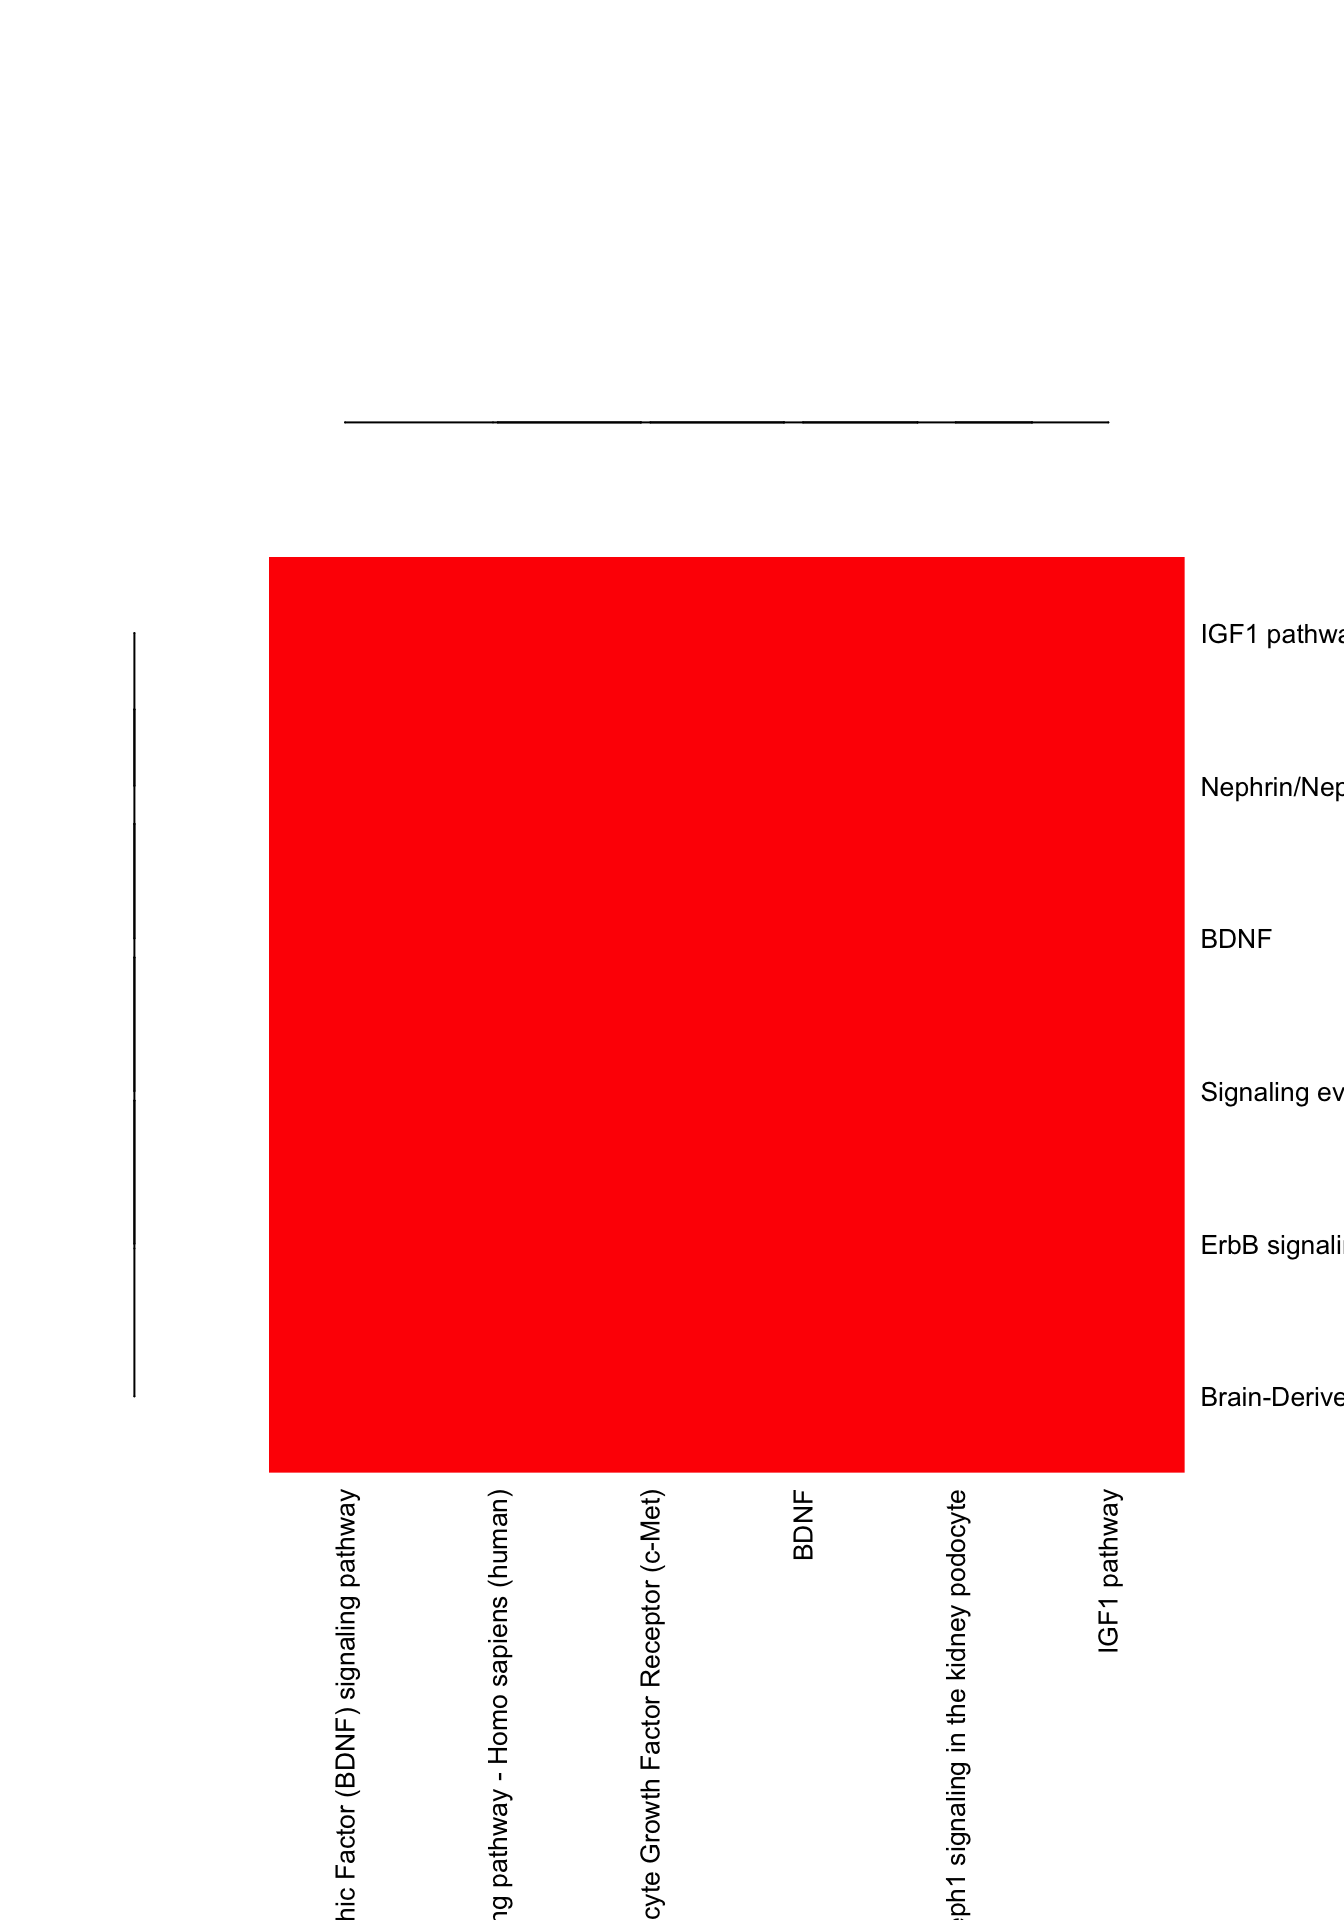 IGF1 pathwa
Nephrin/Nep
BDNF
Signaling ev
ErbB signali
Brain-Derive
hic Factor (BDNF) signaling pathway
ng pathway - Homo sapiens (human)
cyte Growth Factor Receptor (c-Met)
BDNF
eph1 signaling in the kidney podocyte
IGF1 pathway